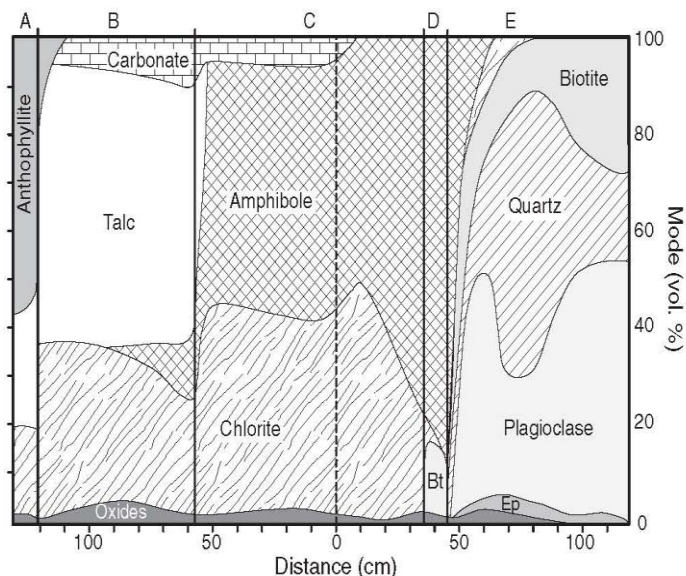 A B C D E
100
80
60
40
20
0
Mode (vol. %)
Carbonate
Anthophyllite
Talc
Amphibole
Chlorite
Oxides
Bt
Biotite
Quartz
Plagioclase
Ep
100 50 0 50 100
Distance (cm)